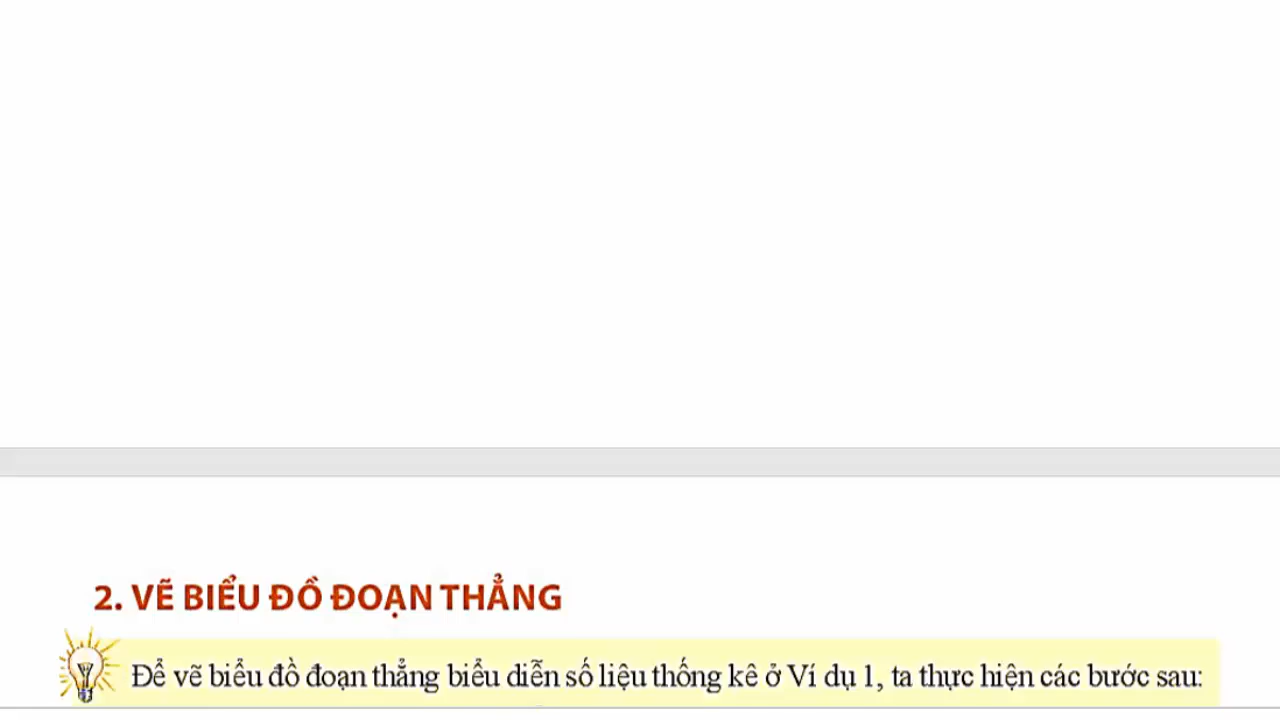 2. VẼ BIỂU ĐỒ ĐOẠN THẲNG
Để vẽ biểu đồ đoạn thẳng biểu diễn số liệu thống kê ở Ví dụ 1, ta thực hiện các bước sau: